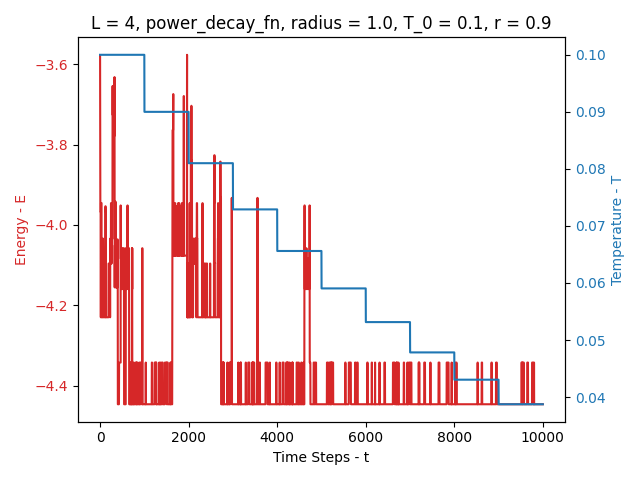 L = 4, power_decay_fn, radius = 1.0, T_0 = 0.1, r = 0.9
−3.6
−3.8
−4.0
−4.2
−4.4
Energy - E
0.10
0.09
0.08
0.07
0.06
0.05
0.04
Temperature - T
0 2000 4000 6000 8000 10000
Time Steps - t